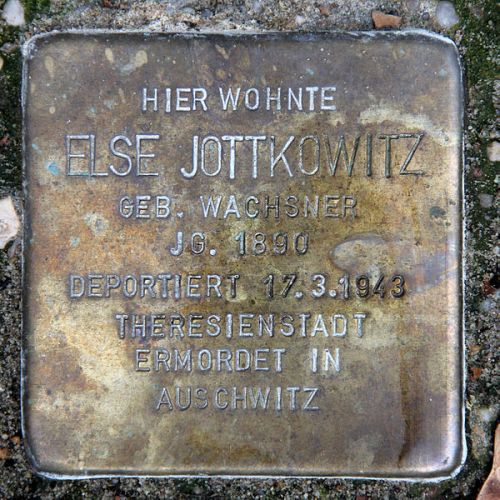 HIER WOHNTE
ELSE JOTTKOWITZ
GEB. WACHSNER
JG. 1890
DEPORTIERT 17.3.1943
THERESIENSTADT
ERMORDET IN
AUSCHWITZ